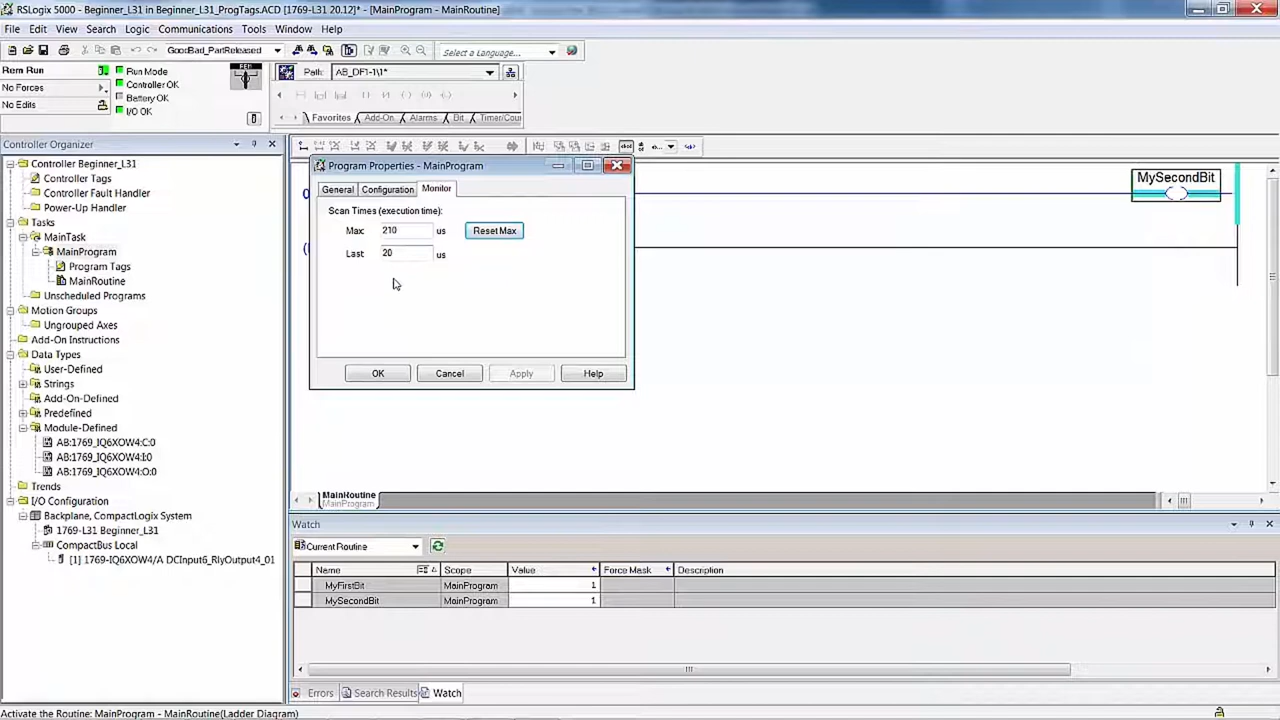 RSLogix 5000 - Beginner_L31 in Beginner_L31_ProgTags.ACD [1769-L31 20.12]* - [MainProgram - MainRoutine]
File Edit View Search Logic Communications Tools Window Help
GoodBad_PartReleased
Select a Language...
Rem Run
No Forces
No Edits
Run Mode
Controller OK
Battery OK
I/O OK
REM
Path: AB_DF1-1\1*
Favorites Add-On Alarms Bit Timer/Coun
Controller Organizer
Controller Beginner_L31
Controller Tags
Controller Fault Handler
Power-Up Handler
Tasks
MainTask
MainProgram
Program Tags
MainRoutine
Unscheduled Programs
Motion Groups
Ungrouped Axes
Add-On Instructions
Data Types
User-Defined
Strings
Add-On-Defined
Predefined
Module-Defined
AB:1769_IQ6XOW4:C:0
AB:1769_IQ6XOW4:I:0
AB:1769_IQ6XOW4:O:0
Trends
I/O Configuration
Backplane, CompactLogix System
1769-L31 Beginner_L31
CompactBus Local
[1] 1769-IQ6XOW4/A DCInput6_RlyOutput4_01
Program Properties - MainProgram
General Configuration Monitor
Scan Times (execution time):
Max: 210 us Reset Max
Last 20 us
OK Cancel Apply Help
MySecondBit
0
MainRoutine
MainProgram
Watch
Current Routine
Name Scope Value Force Mask Description
MyFirstBit MainProgram 1
MySecondBit MainProgram 1
Errors Search Results Watch
Activate the Routine: MainProgram - MainRoutine(Ladder Diagram)